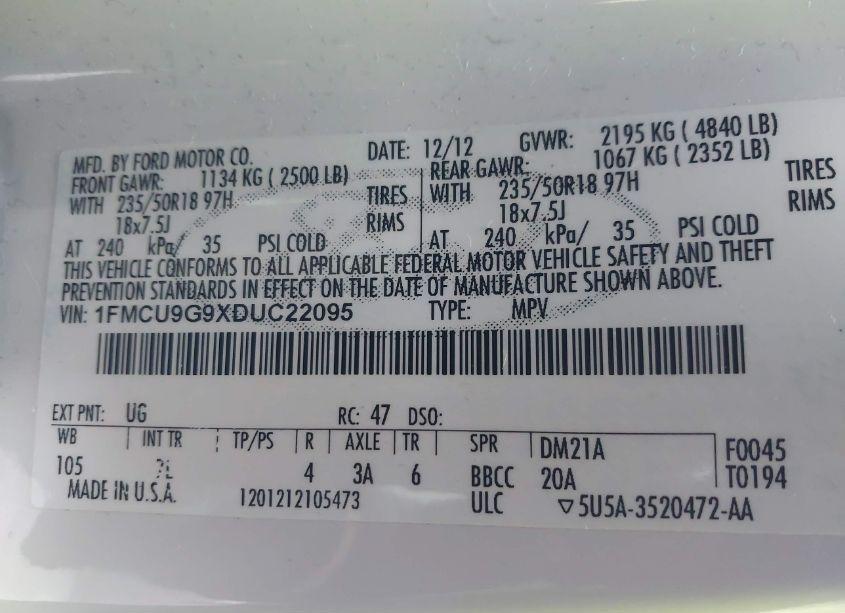 MFD. BY FORD MOTOR CO. DATE: 12/12 GVWR: 2195 KG ( 4840 LB)
FRONT GAWR: 1134 KG ( 2500 LB) REAR GAWR: 1067 KG ( 2352 LB)
WITH 235/50R18 97H TIRES WITH 235/50R18 97H TIRES
18x7.5J RIMS 18x7.5J RIMS
AT 240 kPa/ 35 PSI COLD AT 240 kPa/ 35 PSI COLD
THIS VEHICLE CONFORMS TO ALL APPLICABLE FEDERAL MOTOR VEHICLE SAFETY AND THEFT
PREVENTION STANDARDS IN EFFECT ON THE DATE OF MANUFACTURE SHOWN ABOVE.
VIN: 1FMCU9G9XDUC22095 TYPE: MPV
EXT PNT: UG RC: 47 DSO:
WB INT TR TP/PS R AXLE TR SPR DM21A F0045
105 4 3A 6 BBCC 20A T0194
MADE IN U.S.A. 1201212105473 ULC ▽5U5A-3520472-AA